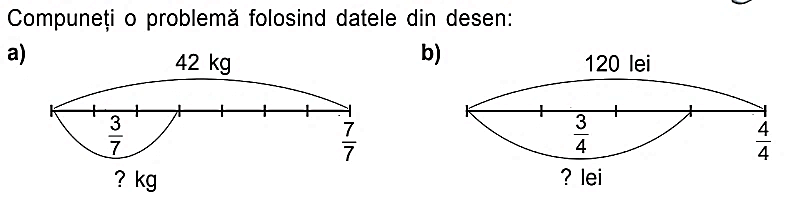 Compuneți o problemă folosind datele din desen:
a)
42 kg
3/7
7/7
? kg
b)
120 lei
3/4
4/4
? lei